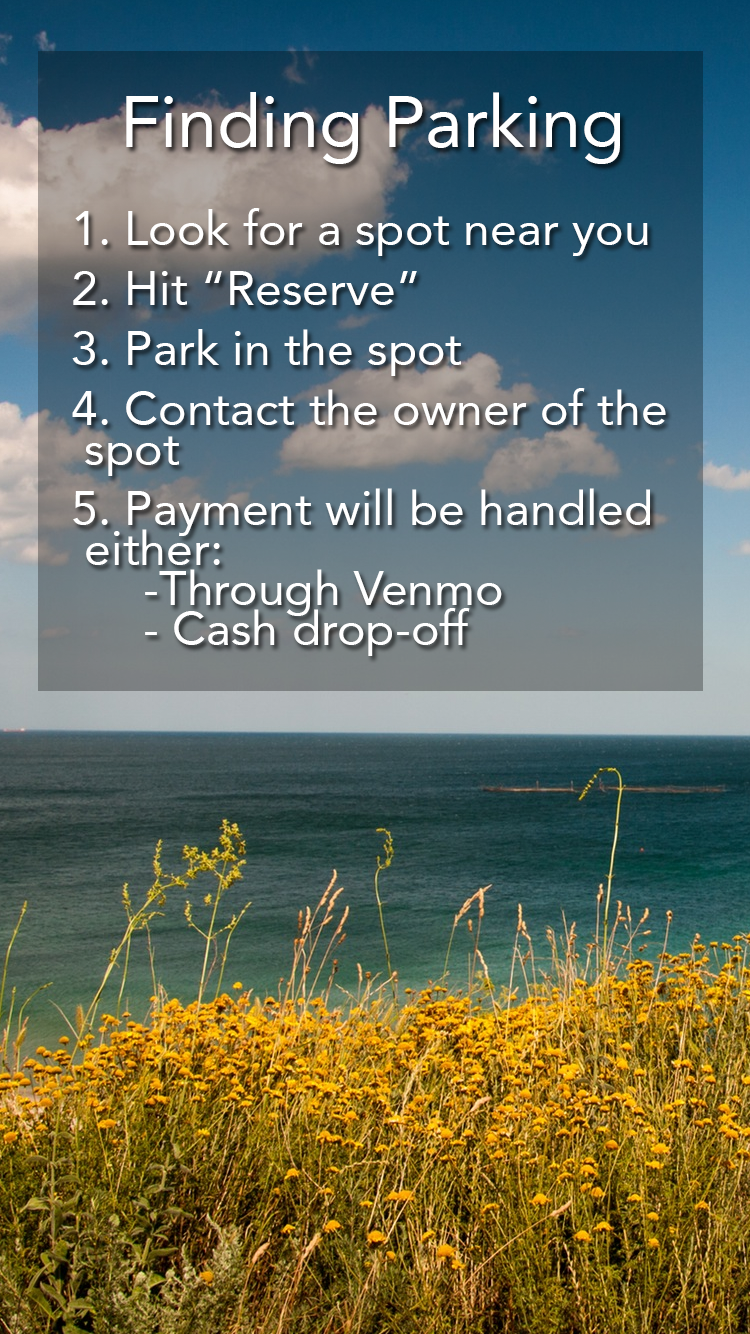 Finding Parking
1. Look for a spot near you
2. Hit “Reserve”
3. Park in the spot
4. Contact the owner of the
spot
5. Payment will be handled
either:
-Through Venmo
- Cash drop-off